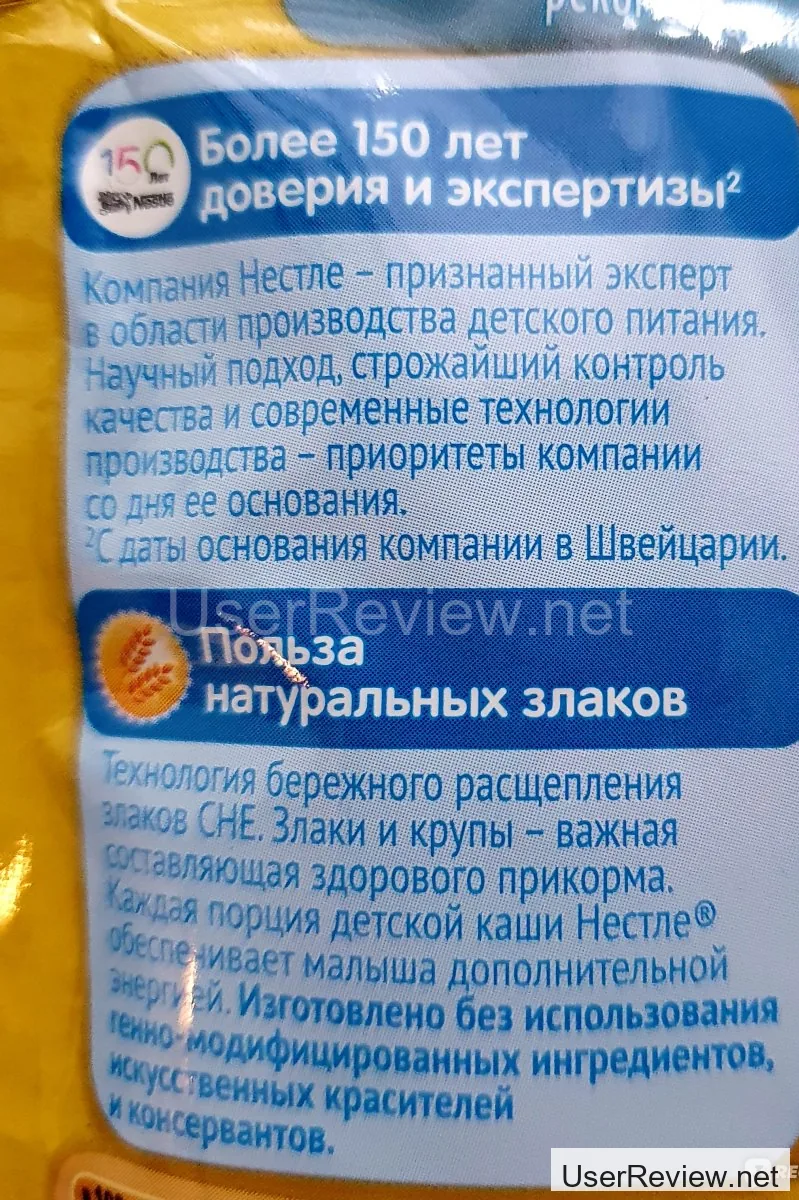 150
лет
NESTLÉ
Более 150 лет
доверия и экспертизы²
Компания Нестле – признанный эксперт
в области производства детского питания.
Научный подход, строжайший контроль
качества и современные технологии
производства – приоритеты компании
со дня ее основания.
²С даты основания компании в Швейцарии.
UserReview.net
Польза
натуральных злаков
Технология бережного расщепления
злаков CHE. Злаки и крупы – важная
составляющая здорового прикорма.
Каждая порция детской каши Нестле®
обеспечивает малыша дополнительной
энергией. Изготовлено без использования
генно-модифицированных ингредиентов,
искусственных красителей
и консервантов.
UserReview.net